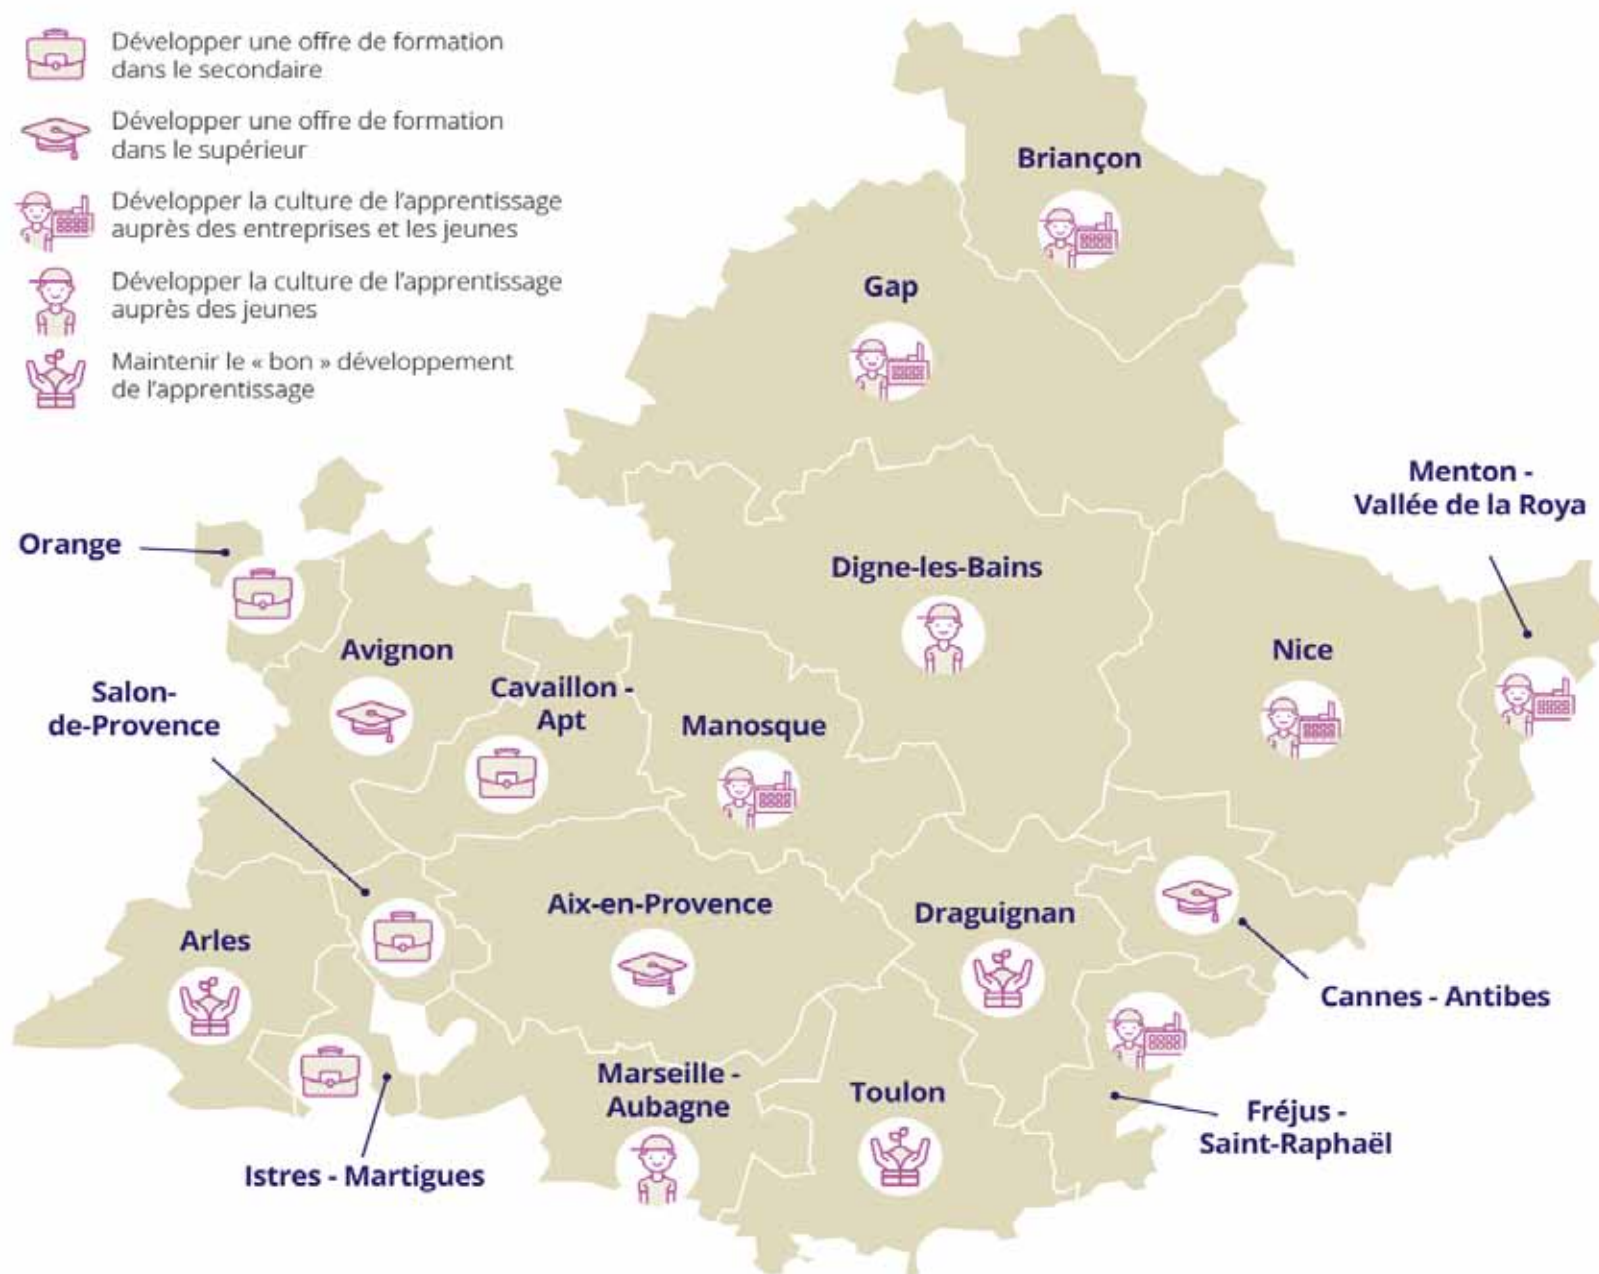 Développer une offre de formation
dans le secondaire
Développer une offre de formation
dans le supérieur
Développer la culture de l'apprentissage
auprès des entreprises et les jeunes
Développer la culture de l'apprentissage
auprès des jeunes
Maintenir le « bon » développement
de l'apprentissage
Briançon
Gap
Menton -
Vallée de la Roya
Orange
Digne-les-Bains
Avignon
Nice
Salon-
de-Provence
Cavaillon -
Apt
Manosque
Aix-en-Provence
Draguignan
Arles
Cannes - Antibes
Marseille -
Aubagne
Toulon
Fréjus -
Saint-Raphaël
Istres - Martigues